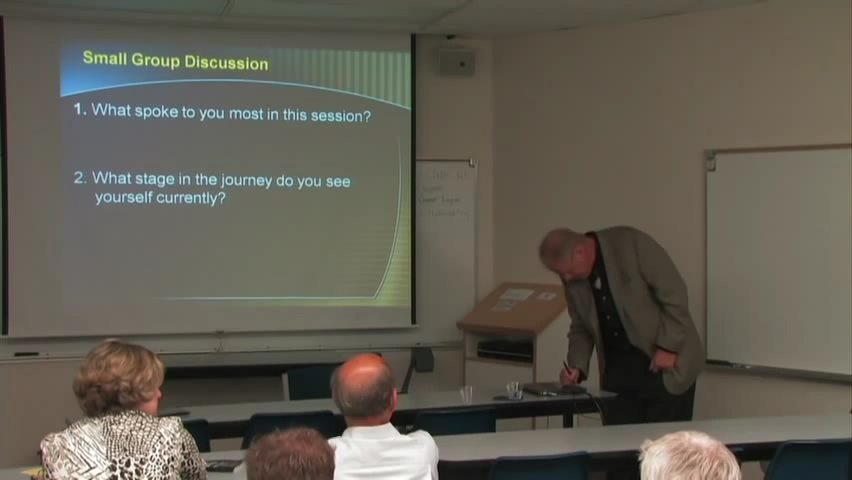 Small Group Discussion
1. What spoke to you most in this session?
2. What stage in the journey do you see
yourself currently?